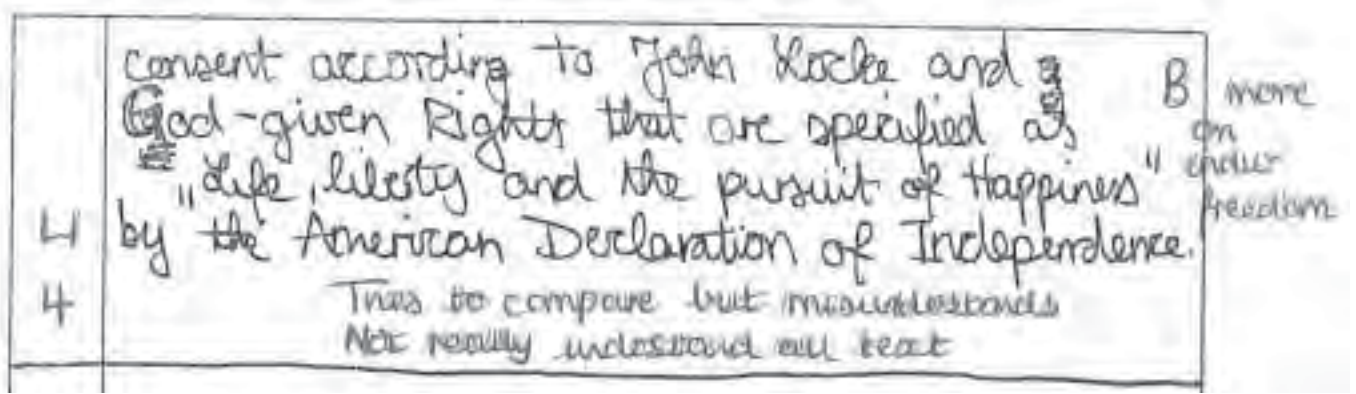 consent according to John Locke and
God-given Rights that are specified as
"Life, liberty and the pursuit of Happiness"
4 by the American Declaration of Independence.
4 Tries to compare but misunderstands
Not really understand all text
B more
on
freedom